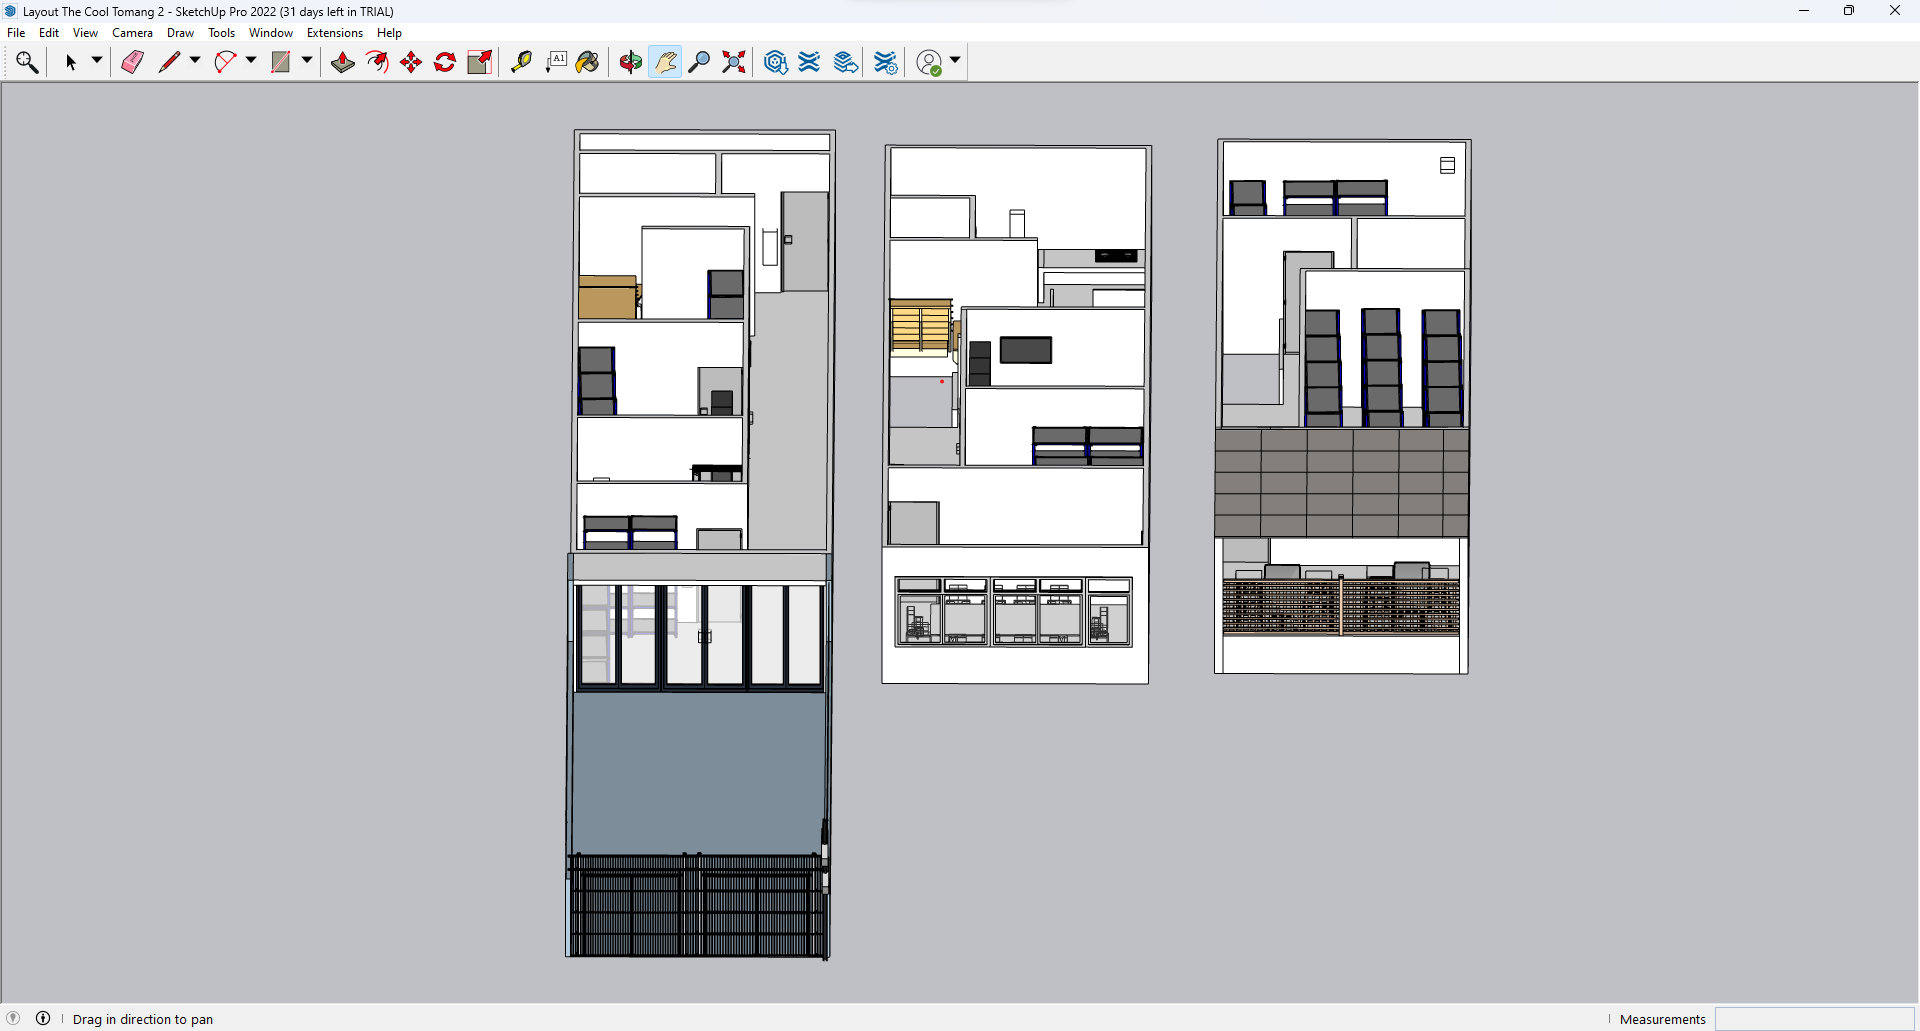 Layout The Cool Tomang 2 - SketchUp Pro 2022 (31 days left in TRIAL)
File Edit View Camera Draw Tools Window Extensions Help
A1
Drag in direction to pan
Measurements